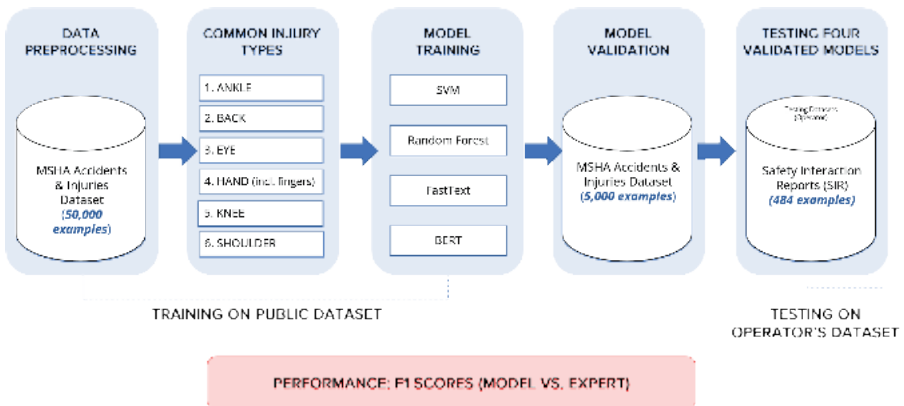 DATA
PREPROCESSING
MSHA Accidents
& Injuries
Dataset
(50,000
examples)
COMMON INJURY
TYPES
1. ANKLE
2. BACK
3. EYE
4. HAND (incl. fingers)
5. KNEE
6. SHOULDER
MODEL
TRAINING
SVM
Random Forest
FastText
BERT
MODEL
VALIDATION
MSHA Accidents &
Injuries Dataset
(5,000 examples)
TESTING FOUR
VALIDATED MODELS
Testing Datasets
(Operator)
Safety Interaction
Reports (SIR)
(484 examples)
TRAINING ON PUBLIC DATASET
TESTING ON
OPERATOR'S DATASET
PERFORMANCE: F1 SCORES (MODEL VS. EXPERT)